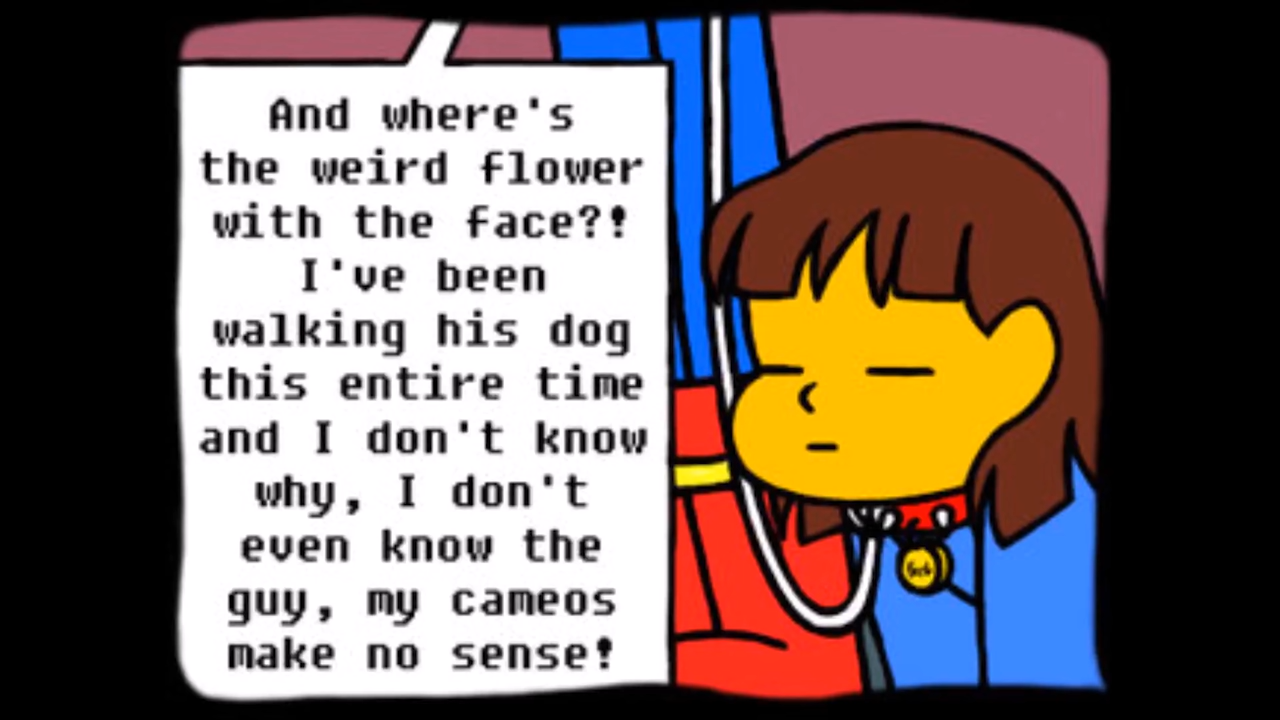 And where's
the weird flower
with the face?!
I've been
walking his dog
this entire time
and I don't know
why, I don't
even know the
guy, my cameos
make no sense!